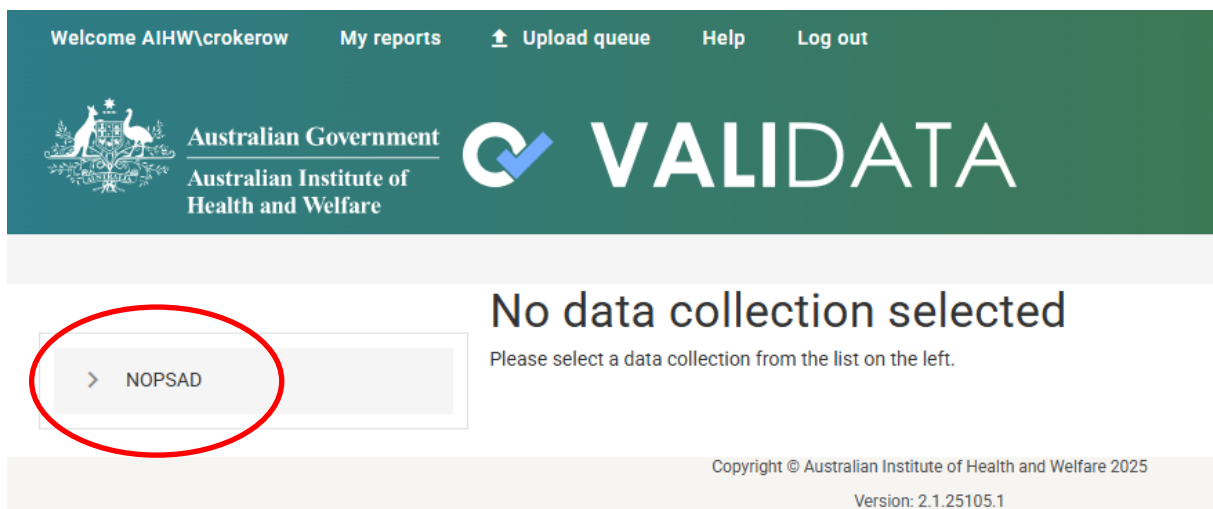 Welcome AIHW\crokerow My reports Upload queue Help Log out
Australian Government
Australian Institute of
Health and Welfare
VALIDATA
No data collection selected
Please select a data collection from the list on the left.
NOPSAD
Copyright © Australian Institute of Health and Welfare 2025
Version: 2.1.25105.1